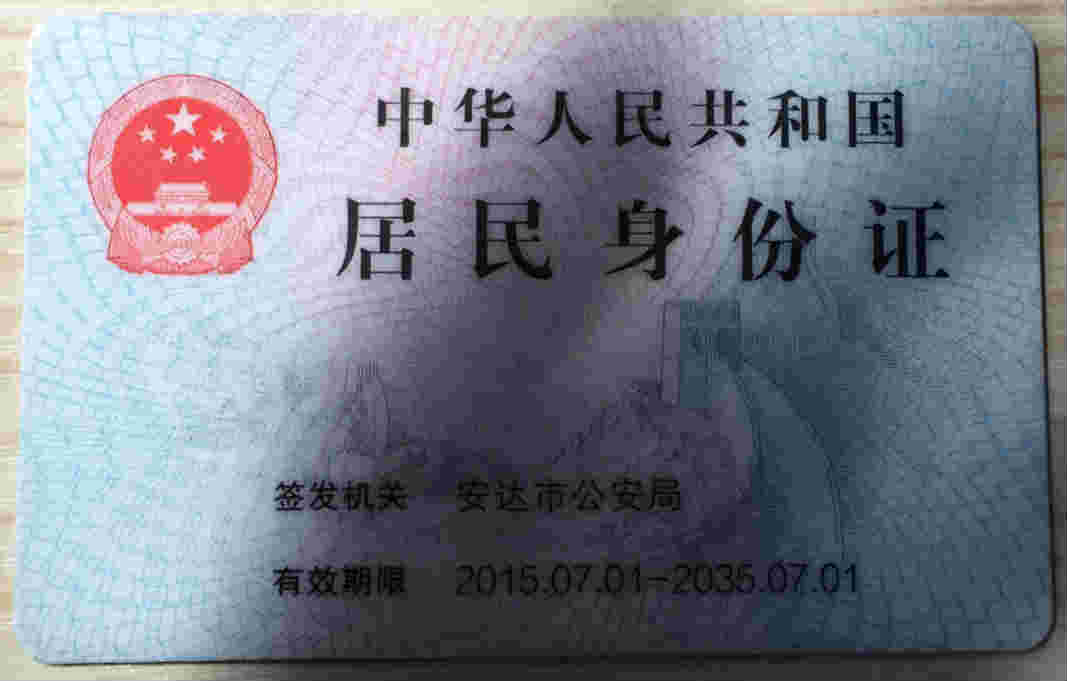 中华人民共和国
居民身份证
签发机关 安达市公安局
有效期限 2015.07.01-2035.07.01